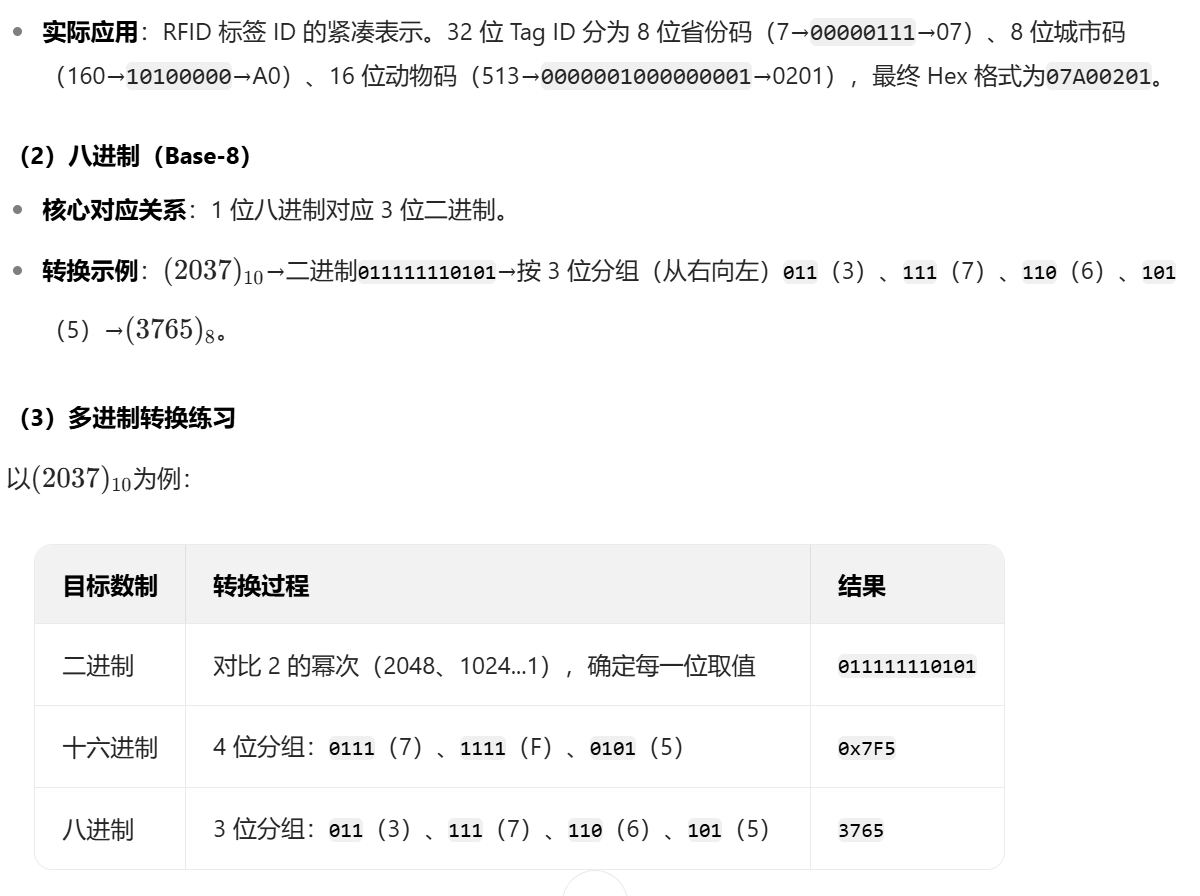 实际应用：RFID 标签 ID 的紧凑表示。32 位 Tag ID 分为 8 位省份码（7→00000111→07）、8 位城市码
（160→10100000→A0）、16 位动物码（513→0000001000000001→0201），最终 Hex 格式为07A00201。
（2）八进制（Base-8）
核心对应关系：1 位八进制对应 3 位二进制。
转换示例：(2037)₁₀→二进制011111110101→按 3 位分组（从右向左）011（3）、111（7）、110（6）、101
（5）→(3765)₈。
（3）多进制转换练习
以(2037)₁₀为例：
目标数制 转换过程 结果
二进制 对比 2 的幂次（2048、1024...1），确定每一位取值 011111110101
十六进制 4 位分组：0111（7）、1111（F）、0101（5） 0x7F5
八进制 3 位分组：011（3）、111（7）、110（6）、101（5） 3765